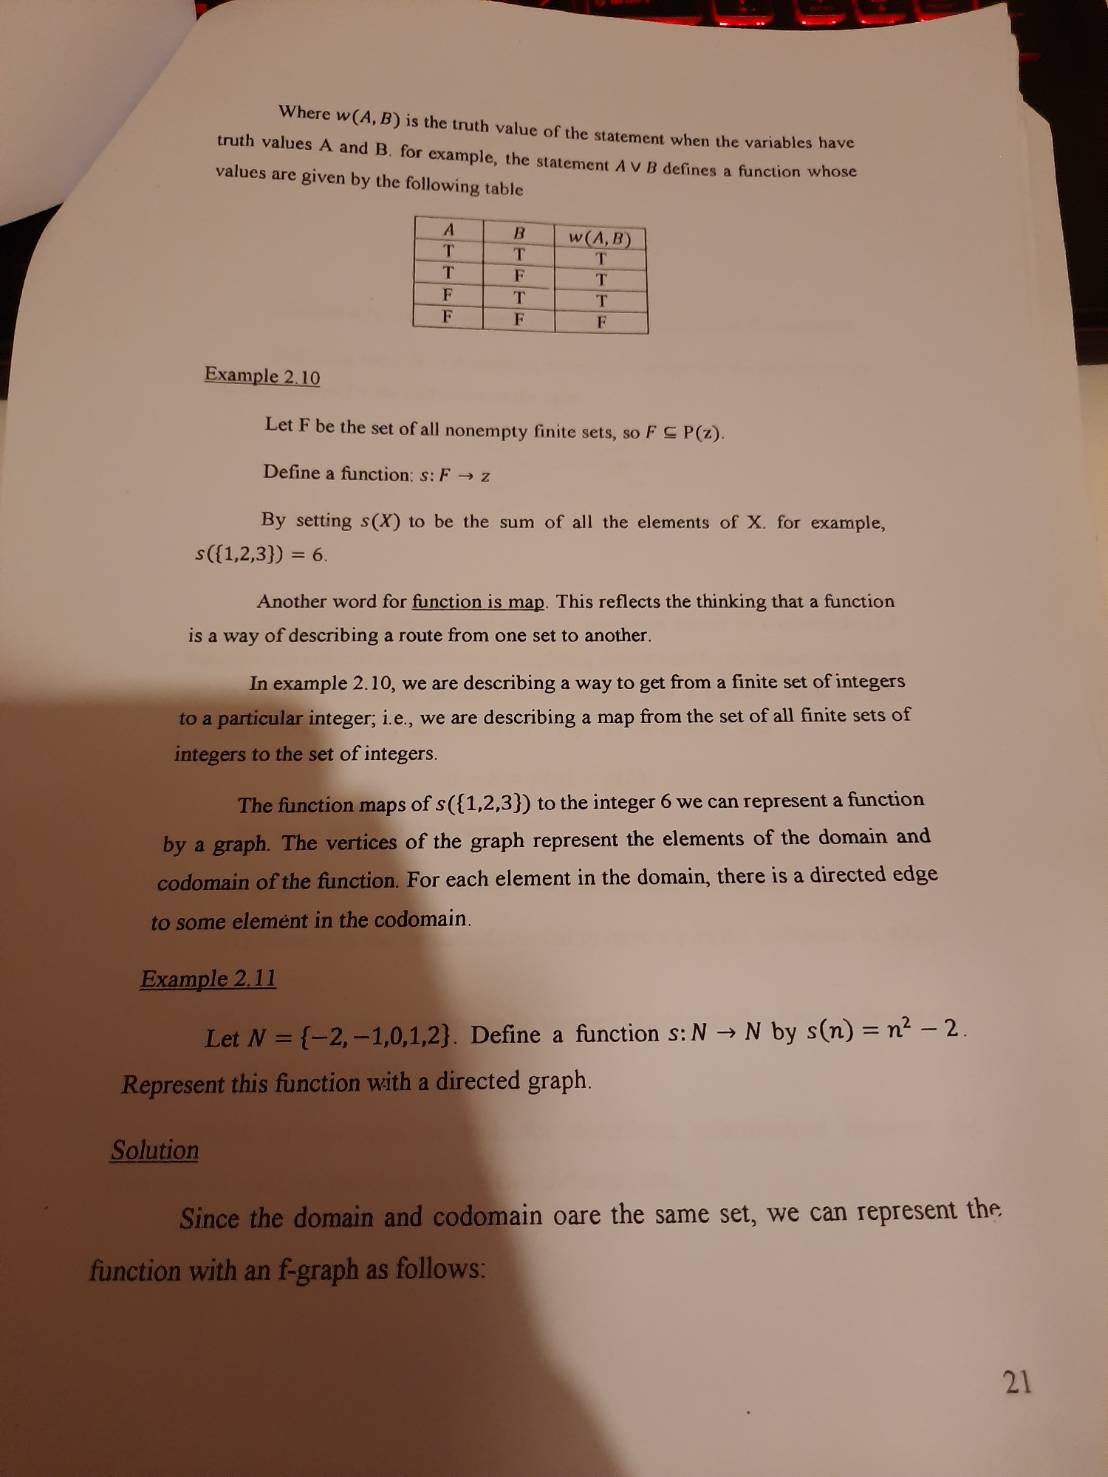 Where w(A, B) is the truth value of the statement when the variables have
truth values A and B. for example, the statement A ∨ B defines a function whose
values are given by the following table
A B w(A, B)
T T T
T F T
F T T
F F F
Example 2.10
Let F be the set of all nonempty finite sets, so F ⊆ P(z).
Define a function: s: F → z
By setting s(X) to be the sum of all the elements of X. for example,
s({1,2,3}) = 6.
Another word for function is map. This reflects the thinking that a function
is a way of describing a route from one set to another.
In example 2.10, we are describing a way to get from a finite set of integers
to a particular integer; i.e., we are describing a map from the set of all finite sets of
integers to the set of integers.
The function maps of s({1,2,3}) to the integer 6 we can represent a function
by a graph. The vertices of the graph represent the elements of the domain and
codomain of the function. For each element in the domain, there is a directed edge
to some element in the codomain.
Example 2.11
Let N = {−2, −1,0,1,2}. Define a function s: N → N by s(n) = n² − 2.
Represent this function with a directed graph.
Solution
Since the domain and codomain oare the same set, we can represent the
function with an f-graph as follows:
21